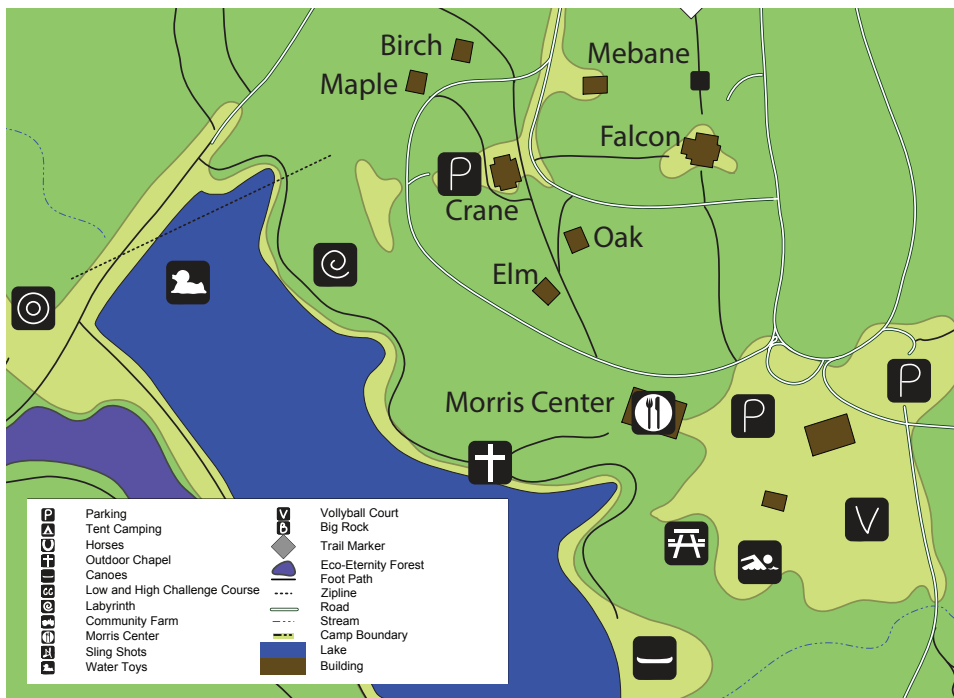 Birch
Mebane
Maple
Falcon
P
Crane
Oak
Elm
P
Morris Center
P
V
P Parking
Tent Camping
Horses
Outdoor Chapel
Canoes
CC Low and High Challenge Course
Labyrinth
Community Farm
Morris Center
Sling Shots
Water Toys
V Vollyball Court
B Big Rock
Trail Marker
Eco-Eternity Forest
Foot Path
Zipline
Road
Stream
Camp Boundary
Lake
Building